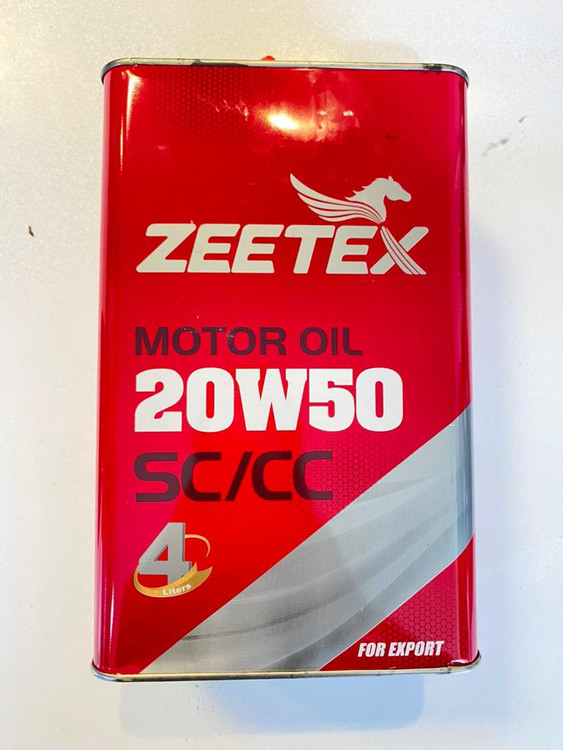 ZEETEX
MOTOR OIL
20W50
SC/CC
4
Liters
FOR EXPORT